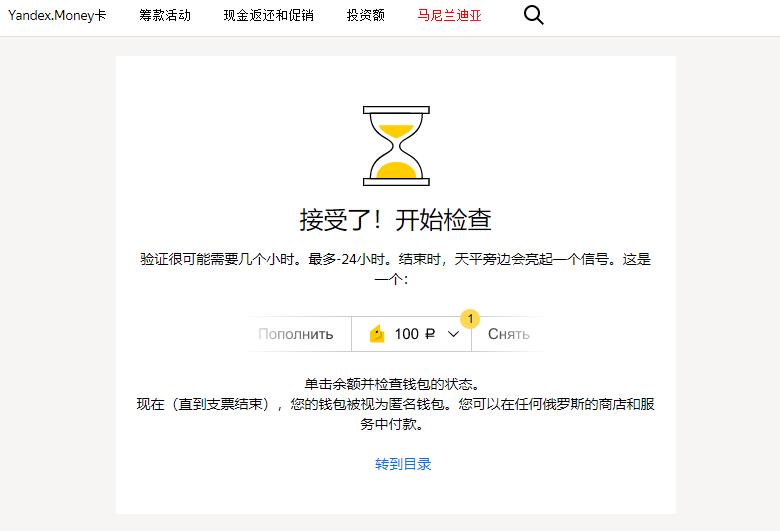 Yandex.Money卡 筹款活动 现金返还和促销 投资额 马尼兰迪亚
接受了！开始检查
验证很可能需要几个小时。最多-24小时。结束时，天平旁边会亮起一个信号。这是
一个：
1
Пополнить 100 ₽ Снять
单击余额并检查钱包的状态。
现在（直到支票结束），您的钱包被视为匿名钱包。您可以在任何俄罗斯的商店和服
务中付款。
转到目录